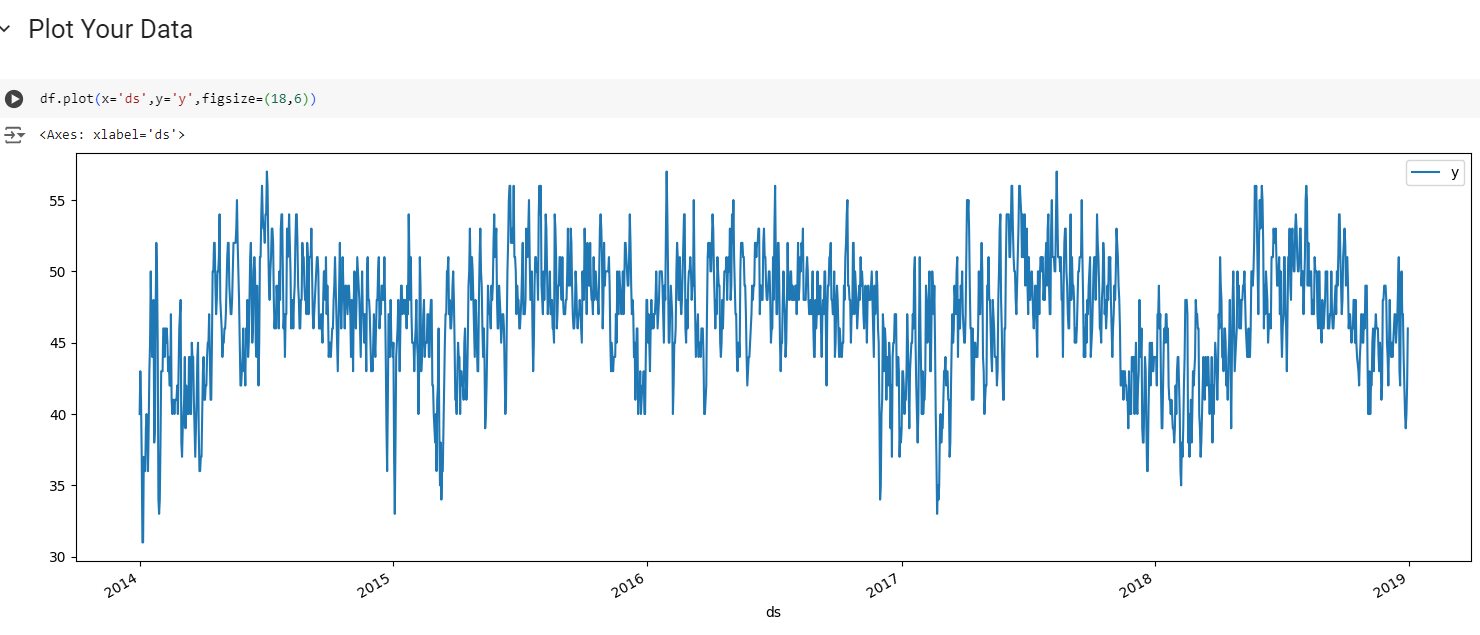 Plot Your Data
df.plot(x='ds',y='y',figsize=(18,6))
<Axes: xlabel='ds'>
y
55
50
45
40
35
30
2014
2015
2016
2017
2018
2019
ds